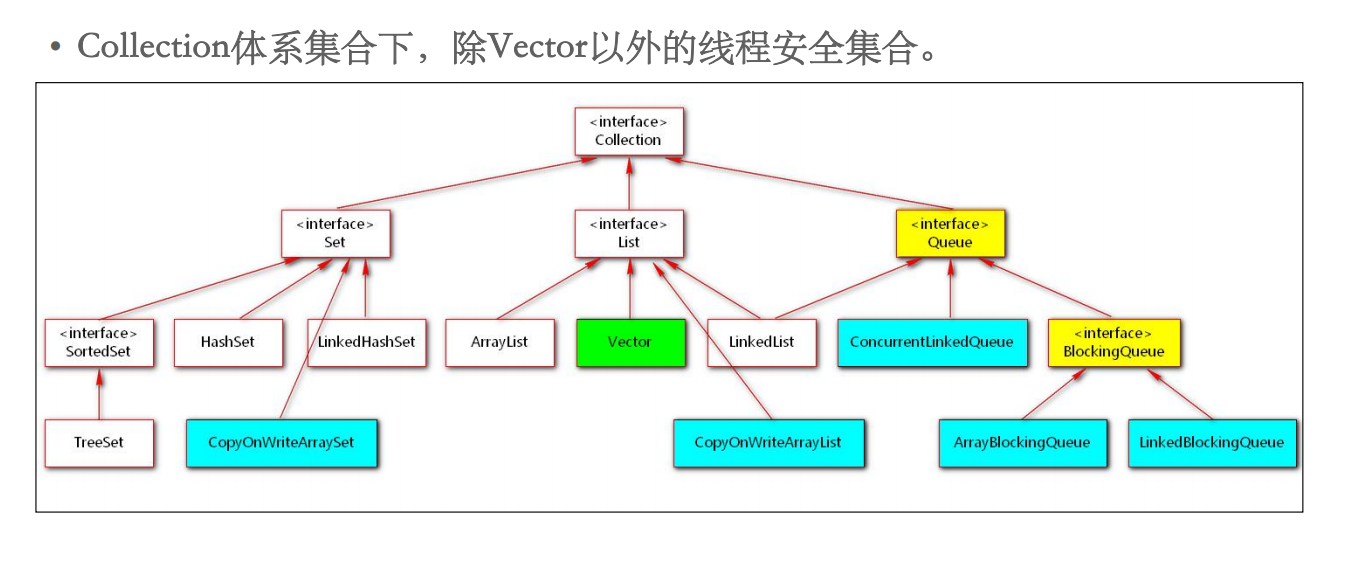 • Collection体系集合下，除Vector以外的线程安全集合。
<interface>
Collection
<interface>
Set
<interface>
List
<interface>
Queue
<interface>
SortedSet
HashSet
LinkedHashSet
ArrayList
Vector
LinkedList
ConcurrentLinkedQueue
<interface>
BlockingQueue
TreeSet
CopyOnWriteArraySet
CopyOnWriteArrayList
ArrayBlockingQueue
LinkedBlockingQueue